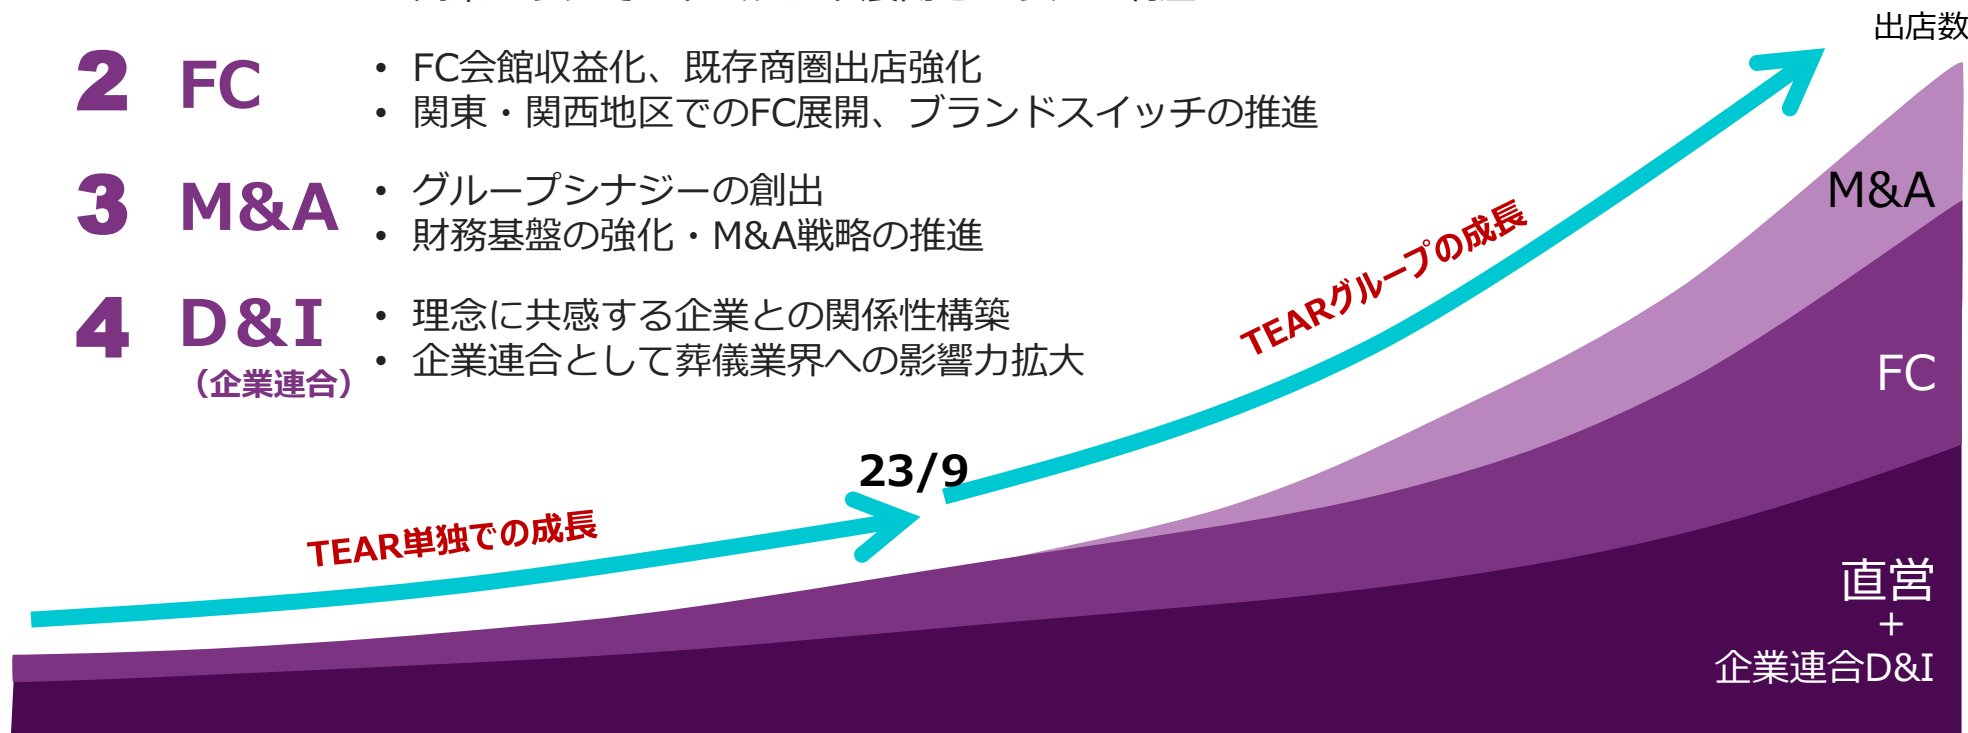 出店数
2 FC
• FC会館収益化、既存商圏出店強化
• 関東・関西地区でのFC展開、ブランドスイッチの推進
3 M&A
• グループシナジーの創出
• 財務基盤の強化・M&A戦略の推進
4 D&I
（企業連合）
• 理念に共感する企業との関係性構築
• 企業連合として葬儀業界への影響力拡大
TEAR単独での成長
23/9
TEARグループの成長
M&A
FC
直営
+
企業連合D&I